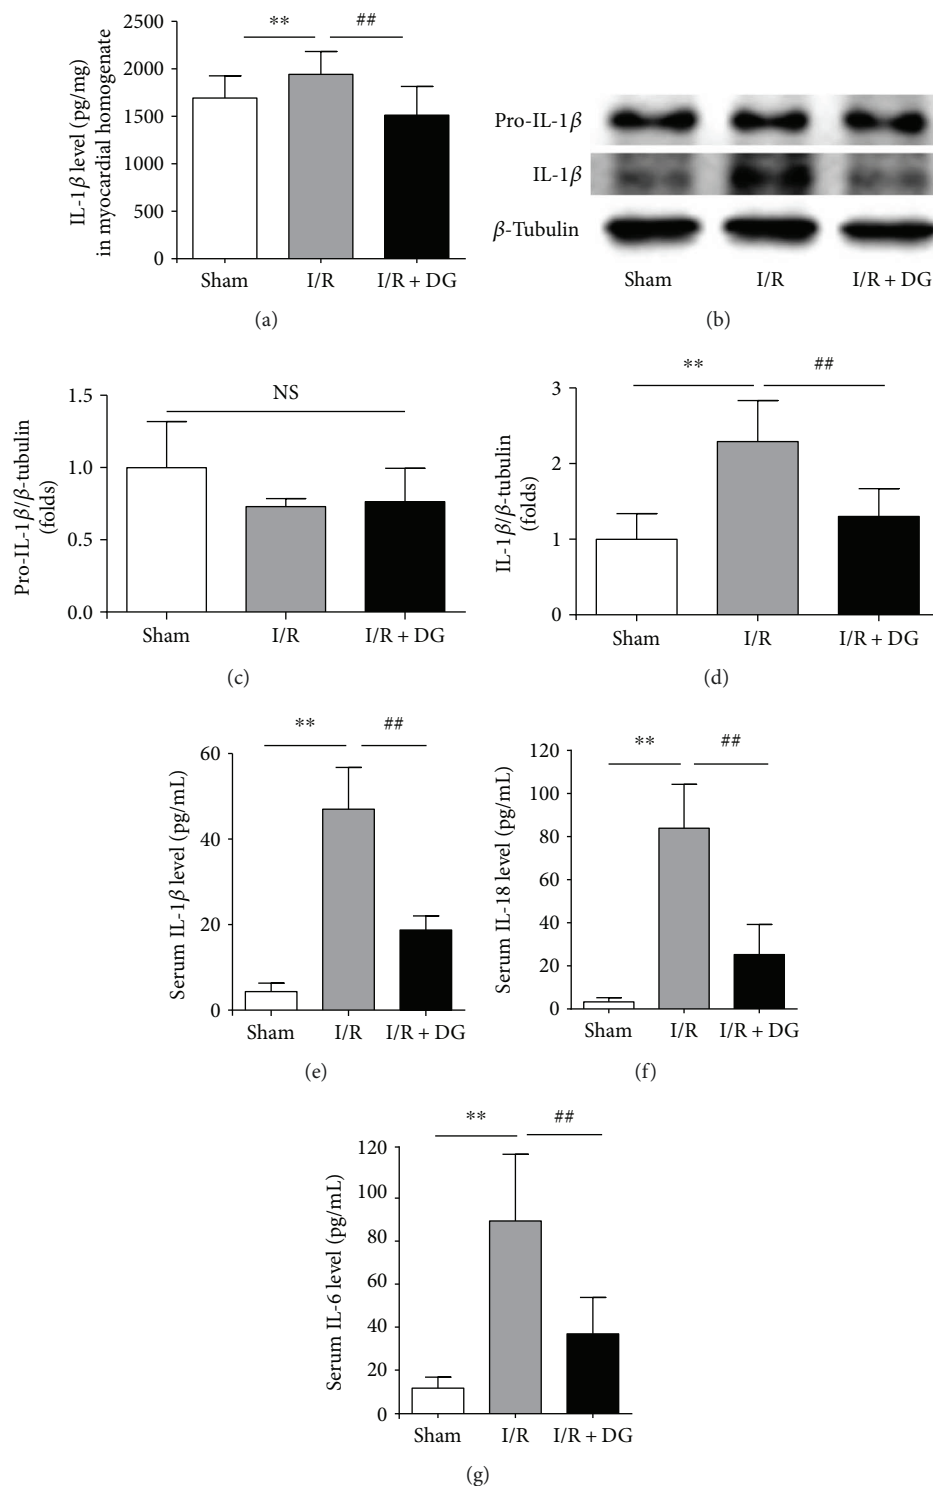 IL-1β level (pg/mg)
in myocardial homogenate
2500
2000
1500
1000
500
0
** ##
Sham I/R I/R + DG
(a)
Pro-IL-1β
IL-1β
β-Tubulin
Sham I/R I/R + DG
(b)
Pro-IL-1β/β-tubulin
(folds)
1.5
1.0
0.5
0.0
NS
Sham I/R I/R + DG
(c)
IL-1β/β-tubulin
(folds)
3
2
1
0
** ##
Sham I/R I/R + DG
(d)
Serum IL-1β level (pg/mL)
60
40
20
0
** ##
Sham I/R I/R + DG
(e)
Serum IL-18 level (pg/mL)
120
100
80
60
40
20
0
** ##
Sham I/R I/R + DG
(f)
Serum IL-6 level (pg/mL)
120
100
80
60
40
20
0
** ##
Sham I/R I/R + DG
(g)